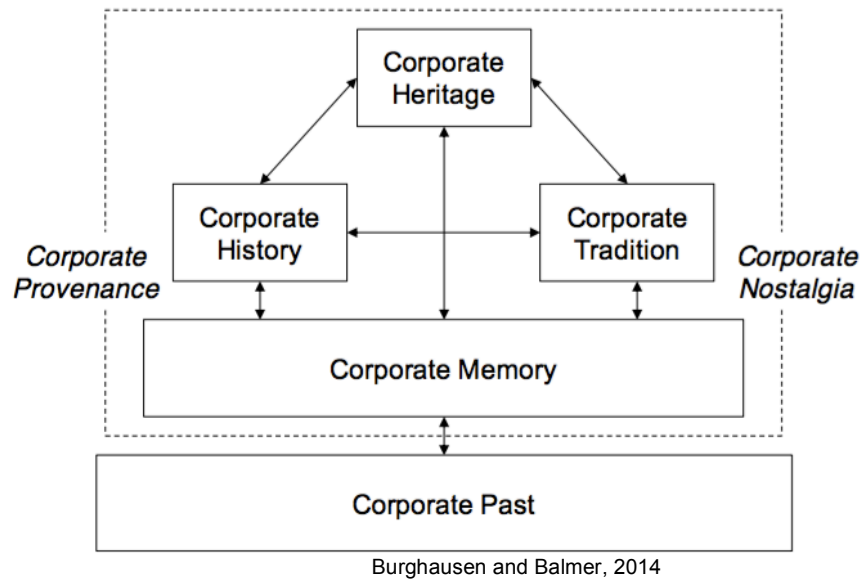 Corporate
Heritage
Corporate
History
Corporate
Tradition
Corporate
Provenance
Corporate
Nostalgia
Corporate Memory
Corporate Past
Burghausen and Balmer, 2014